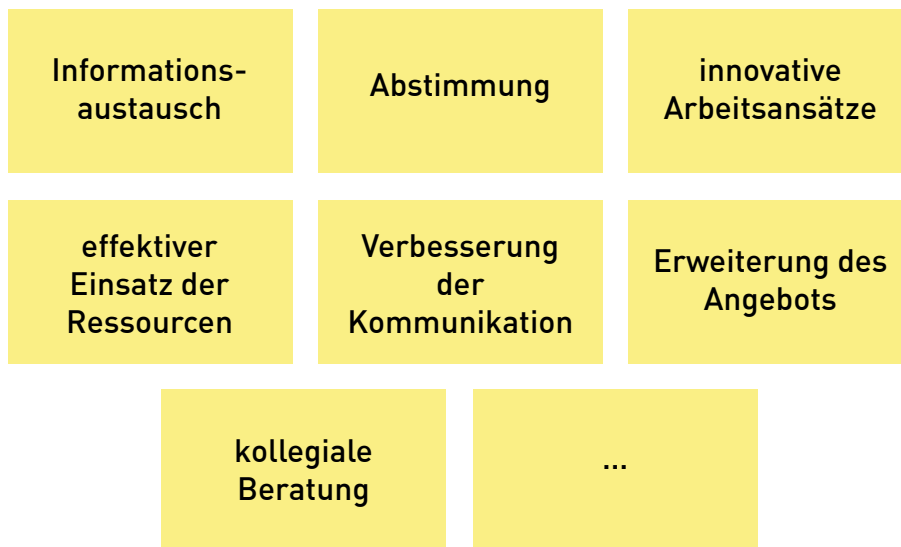 Informations-
austausch
Abstimmung
innovative
Arbeitsansätze
effektiver
Einsatz der
Ressourcen
Verbesserung
der
Kommunikation
Erweiterung des
Angebots
kollegiale
Beratung
...